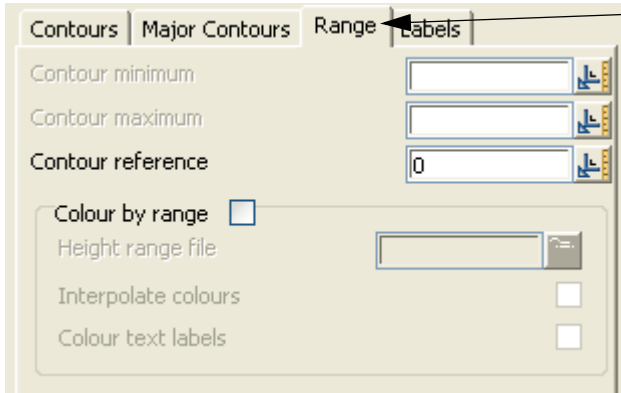 Contours Major Contours Range Labels
Contour minimum
Contour maximum
Contour reference 0
Colour by range
Height range file
Interpolate colours
Colour text labels